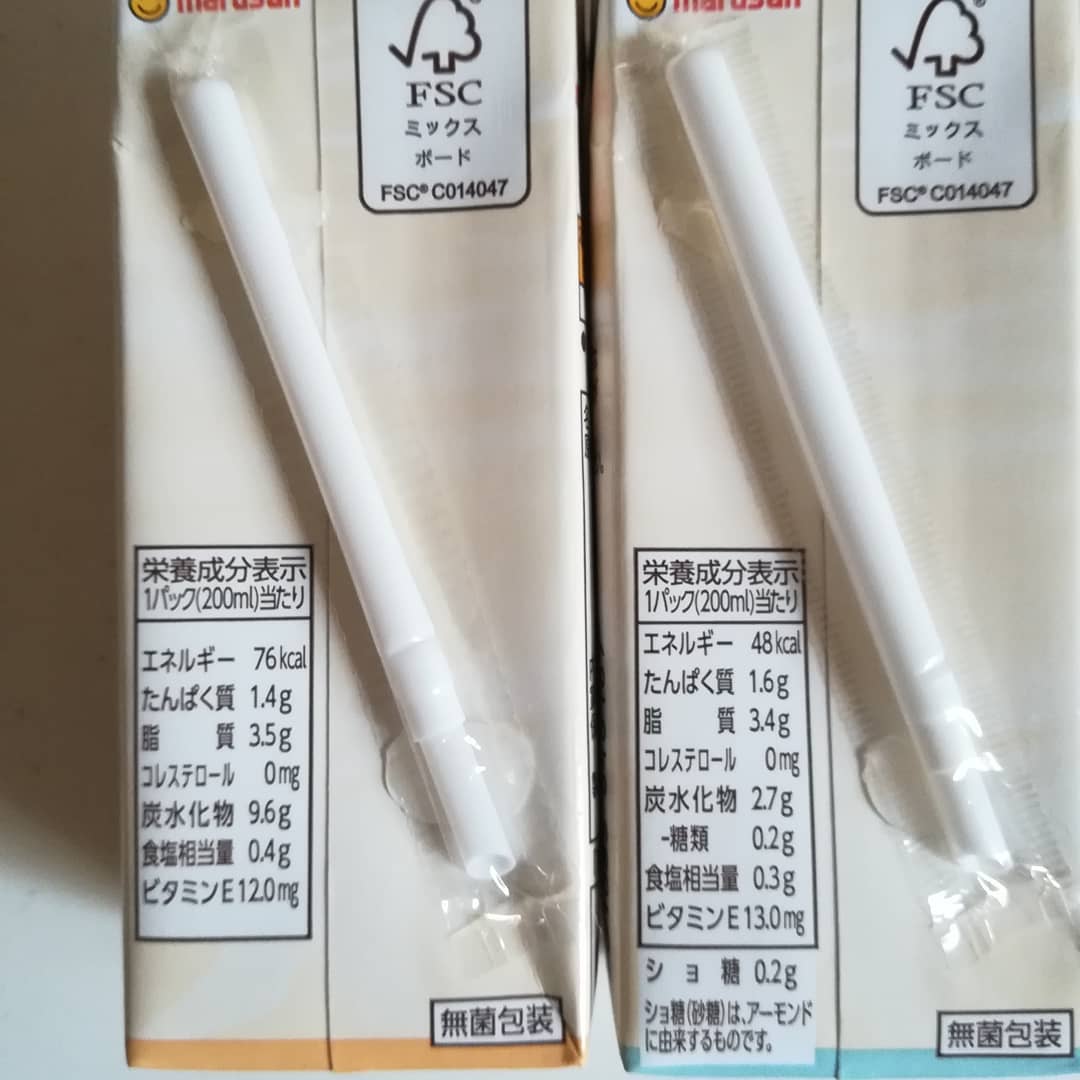 marusan
FSC®
ミックス
ボード
FSC® C014047
栄養成分表示
1パック(200ml)当たり
エネルギー 76kcal
たんぱく質 1.4g
脂質 3.5g
コレステロール 0mg
炭水化物 9.6g
食塩相当量 0.4g
ビタミンE 12.0mg
無菌包装
marusan
FSC®
ミックス
ボード
FSC® C014047
栄養成分表示
1パック(200ml)当たり
エネルギー 48kcal
たんぱく質 1.6g
脂質 3.4g
コレステロール 0mg
炭水化物 2.7g
-糖類 0.2g
食塩相当量 0.3g
ビタミンE 13.0mg
ショ糖 0.2g
ショ糖(砂糖)は、アーモンド
に由来するものです。
無菌包装